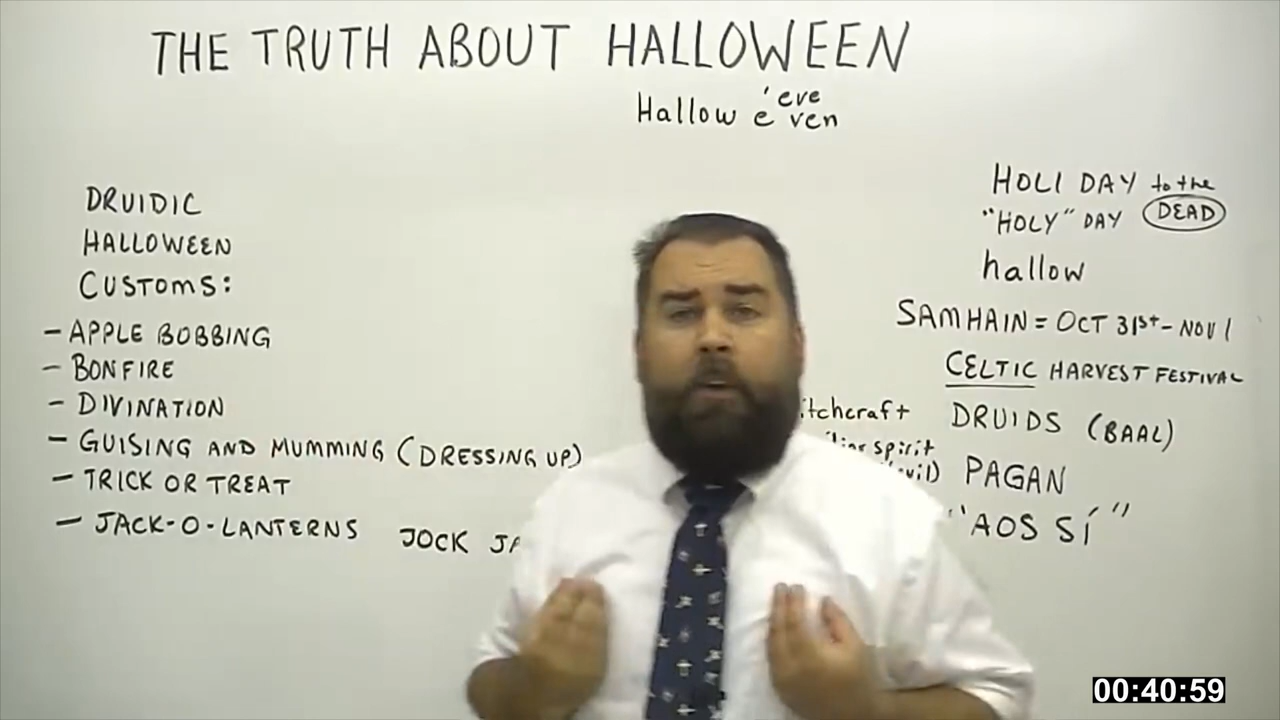 THE TRUTH ABOUT HALLOWEEN
'eve
Hallow e ven
DRUIDIC
HALLOWEEN
CUSTOMS:
- APPLE BOBBING
- BONFIRE
- DIVINATION
- GUISING AND MUMMING (DRESSING UP)
- TRICK OR TREAT
- JACK-O-LANTERNS JOCK
HOLI DAY to the
"HOLY" DAY DEAD
hallow
SAMHAIN = OCT 31st - NOV 1
CELTIC HARVEST FESTIVAL
itchcraft DRUIDS (BAAL)
spirit
PAGAN
"AOS SÍ"
00:40:59